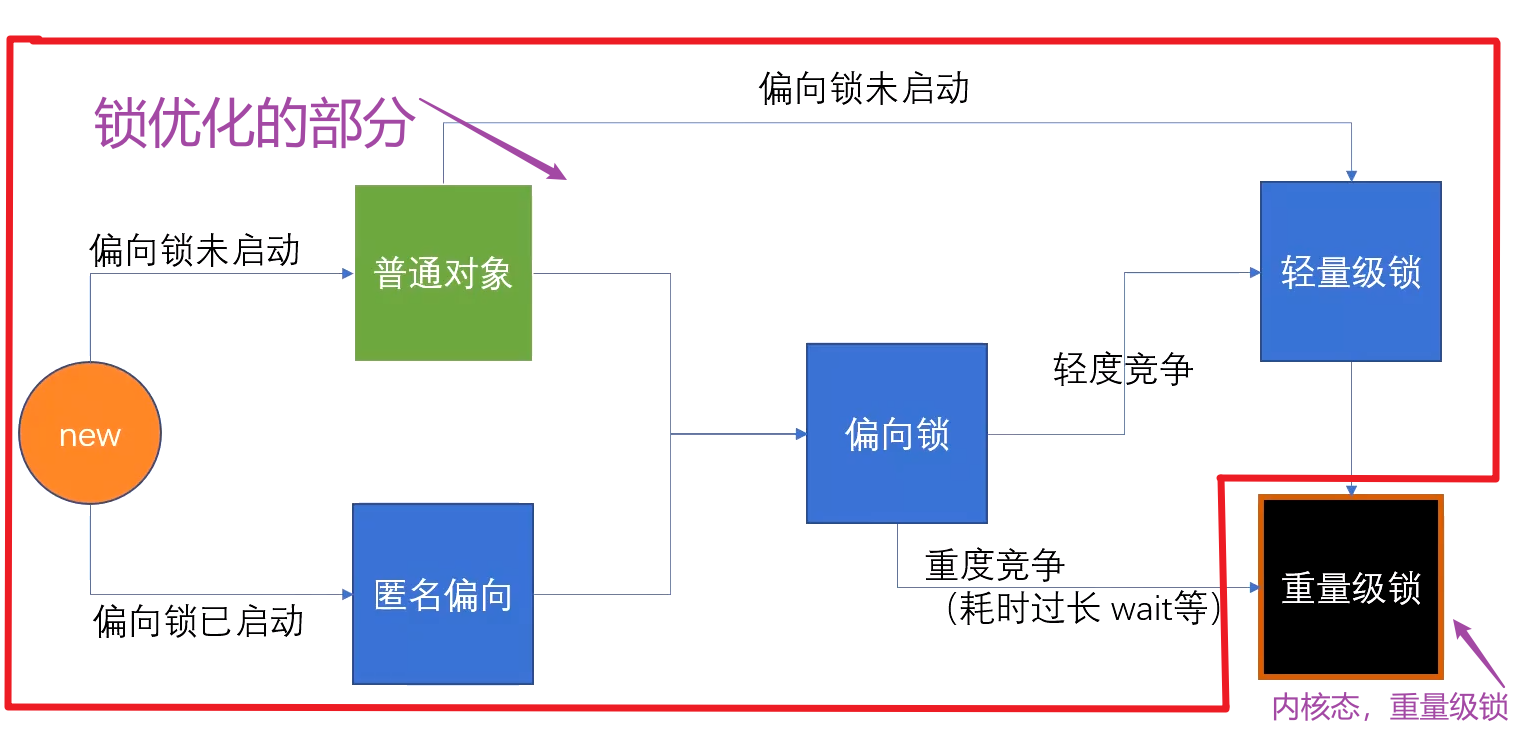 偏向锁未启动
锁优化的部分
偏向锁未启动
普通对象
轻量级锁
轻度竞争
new
偏向锁
重度竞争
（耗时过长 wait等）
匿名偏向
重量级锁
偏向锁已启动
内核态，重量级锁